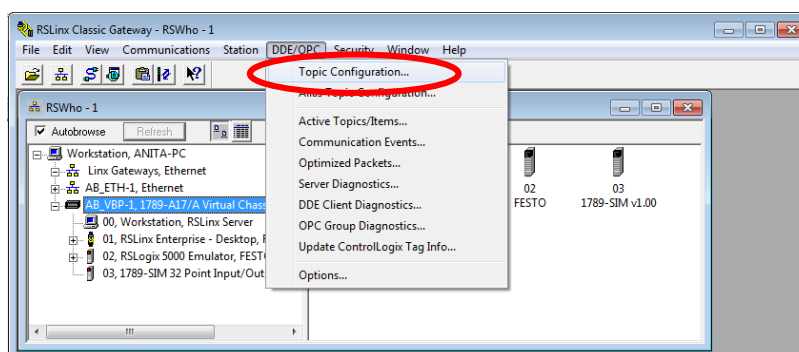 RSLinx Classic Gateway - RSWho - 1
File Edit View Communications Station DDE/OPC Security Window Help
Topic Configuration...
Alias Topic Configuration...
Active Topics/Items...
Communication Events...
Optimized Packets...
Server Diagnostics...
DDE Client Diagnostics...
OPC Group Diagnostics...
Update ControlLogix Tag Info...
Options...
RSWho - 1
Autobrowse Refresh
Workstation, ANITA-PC
Linx Gateways, Ethernet
AB_ETH-1, Ethernet
AB_VBP-1, 1789-A17/A Virtual Chass
00, Workstation, RSLinx Server
01, RSLinx Enterprise - Desktop, F
02, RSLogix 5000 Emulator, FEST
03, 1789-SIM 32 Point Input/Out
02 03
FESTO 1789-SIM v1.00